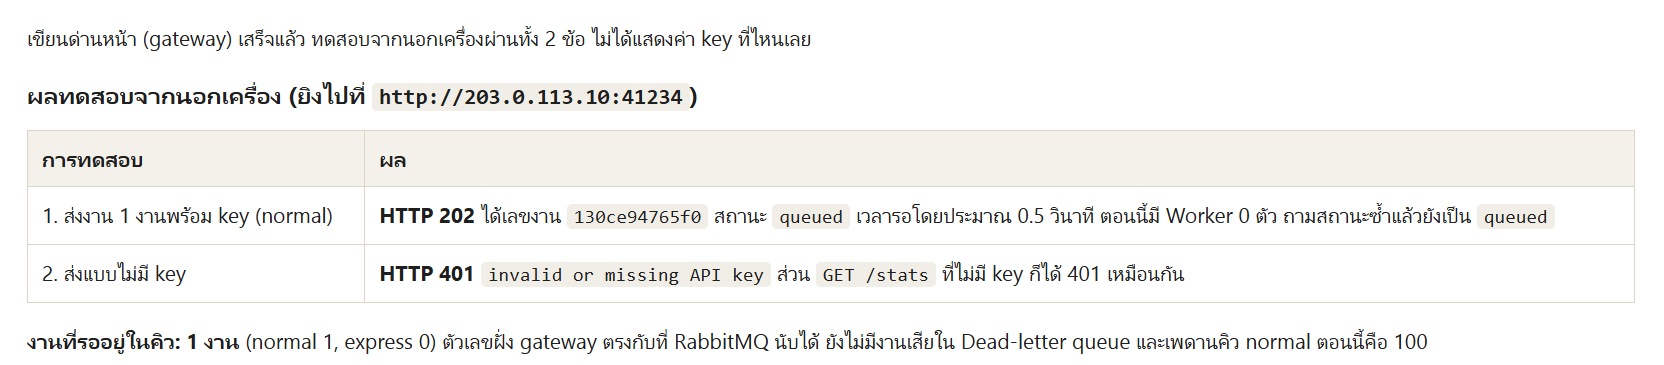 เขียนด่านหน้า (gateway) เสร็จแล้ว ทดสอบจากนอกเครื่องผ่านทั้ง 2 ข้อ ไม่ได้แสดงค่า key ที่ไหนเลย
ผลทดสอบจากนอกเครื่อง (ยิงไปที่ http://203.0.113.10:41234)
การทดสอบ ผล
1. ส่งงาน 1 งานพร้อม key (normal) HTTP 202 ได้เลขงาน 130ce94765f0 สถานะ queued เวลารอโดยประมาณ 0.5 วินาที ตอนนี้มี Worker 0 ตัว ถามสถานะซ้ำแล้วยังเป็น queued
2. ส่งแบบไม่มี key HTTP 401 invalid or missing API key ส่วน GET /stats ที่ไม่มี key ก็ได้ 401 เหมือนกัน
งานที่รออยู่ในคิว: 1 งาน (normal 1, express 0) ตัวเลขฝั่ง gateway ตรงกับที่ RabbitMQ นับได้ ยังไม่มีงานเสียใน Dead-letter queue และเพดานคิว normal ตอนนี้คือ 100